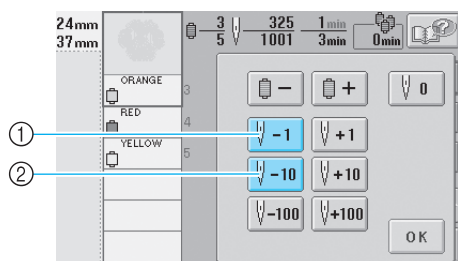 24mm
37mm
3/5 325/1001 1min/3min 0min
ORANGE 3
RED 4
YELLOW 5
− + 0
① −1 +1
② −10 +10
−100 +100
OK